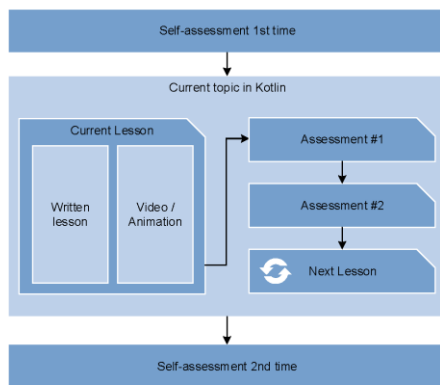 Self-assessment 1st time
Current topic in Kotlin
Current Lesson
Written
lesson
Video /
Animation
Assessment #1
Assessment #2
Next Lesson
Self-assessment 2nd time